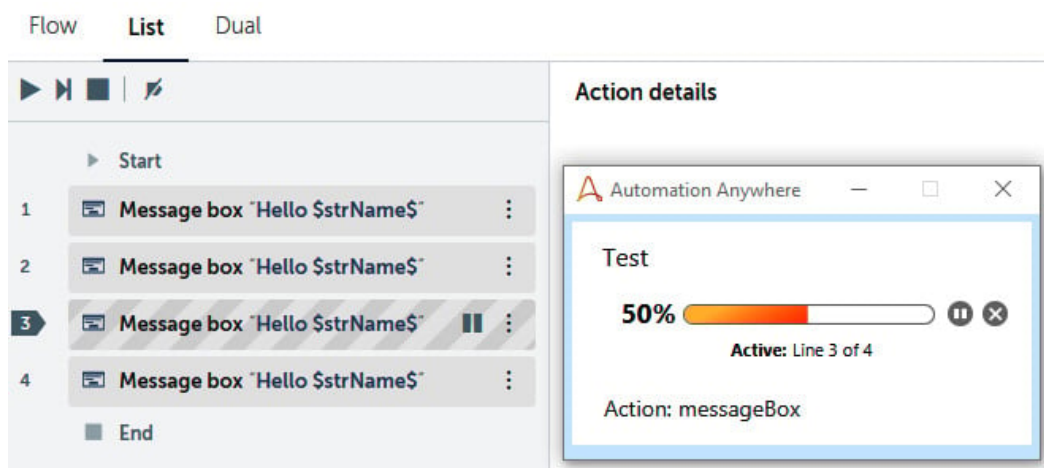 Flow List Dual
Action details
Start
1 Message box "Hello $strName$"
2 Message box "Hello $strName$"
3 Message box "Hello $strName$"
4 Message box "Hello $strName$"
End
Automation Anywhere
Test
50%
Active: Line 3 of 4
Action: messageBox